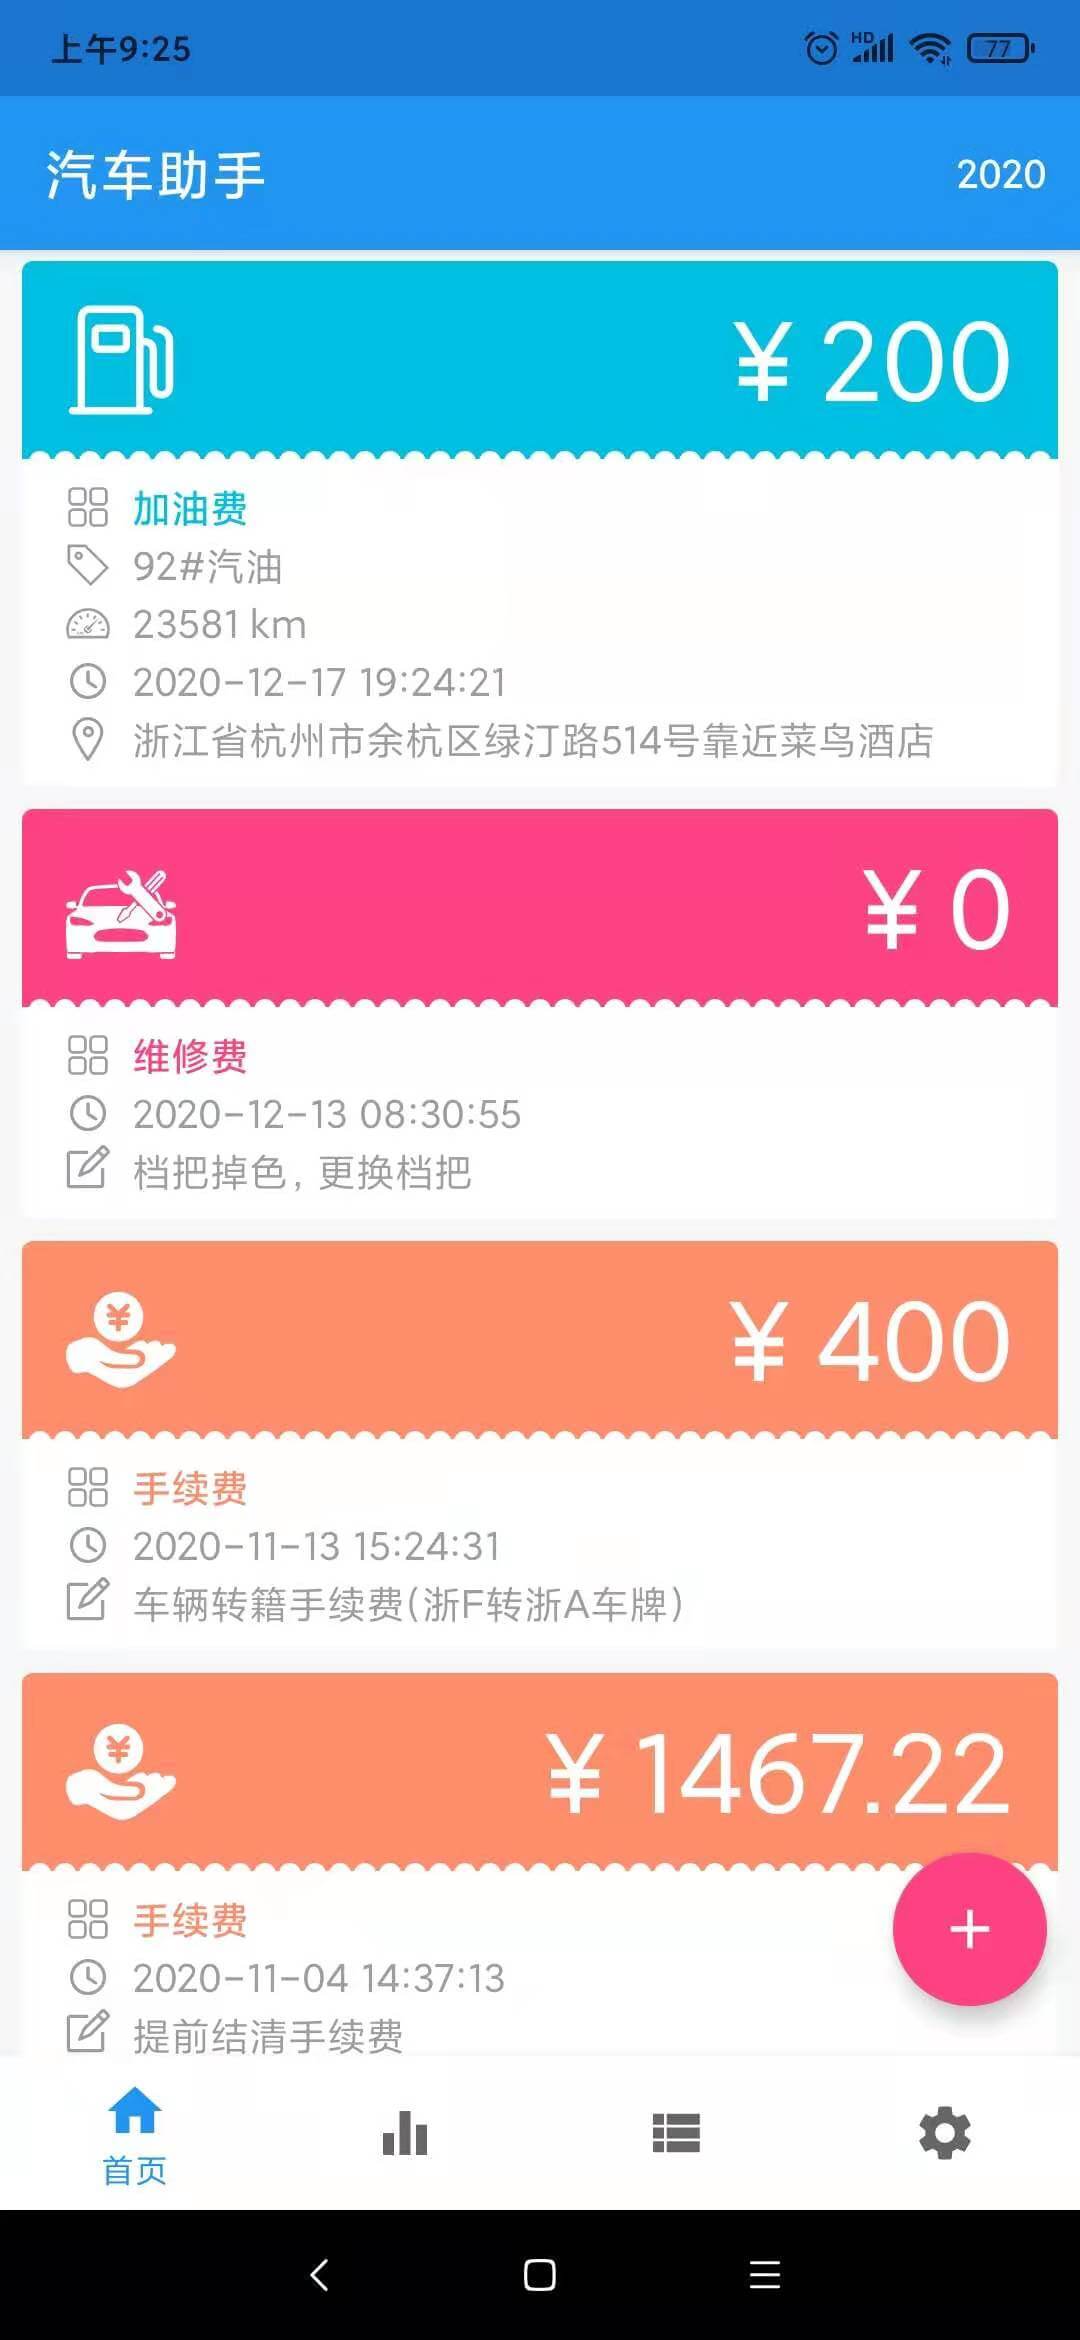 上午9:25
HD
77
汽车助手
2020
¥ 200
加油费
92#汽油
23581 km
2020-12-17 19:24:21
浙江省杭州市余杭区绿汀路514号靠近菜鸟酒店
¥ 0
维修费
2020-12-13 08:30:55
档把掉色，更换档把
¥
¥ 400
手续费
2020-11-13 15:24:31
车辆转籍手续费(浙F转浙A车牌)
¥
¥ 1467.22
手续费
2020-11-04 14:37:13
提前结清手续费
首页